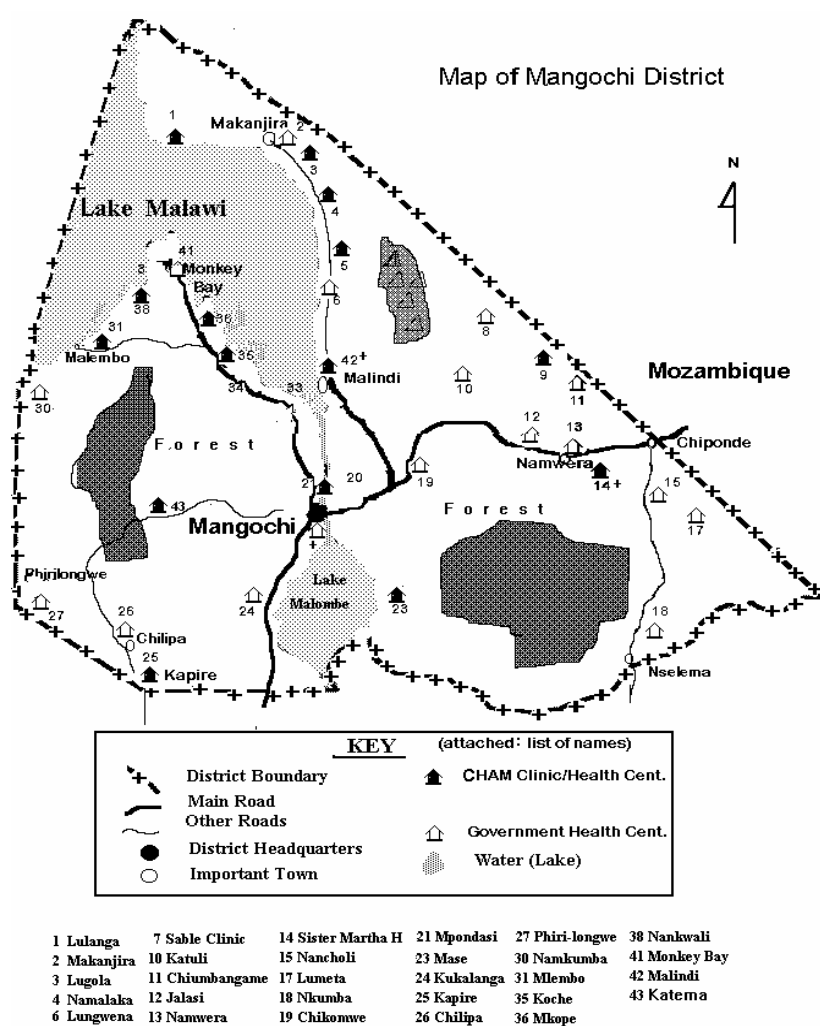 Map of Mangochi District
N
1
Makanjira
2
3
4
5
6
Lake Malawi
41
Monkey
Bay
3
38
36
31
Malembo
35
34
33
42+
Malindi
8
9
10
11
Mozambique
30
Forest
12
13
Chiponde
Namwera
14+
19
15
17
21
20
43
Mangochi
+
Forest
Phirilongwe
27
26
Chilipa
25
Kapire
24
Lake
Malombe
23
18
Nselema
KEY
(attached: list of names)
District Boundary
Main Road
Other Roads
District Headquarters
Important Town
CHAM Clinic/Health Cent.
Government Health Cent.
Water (Lake)
1 Lulanga
2 Makanjira
3 Lugola
4 Namalaka
6 Lungwena
7 Sable Clinic
10 Katuli
11 Chiumbangame
12 Jalasi
13 Namwera
14 Sister Martha H
15 Nancholi
17 Lumeta
18 Nkumba
19 Chikomwe
21 Mpondasi
23 Mase
24 Kukalanga
25 Kapire
26 Chilipa
27 Phiri-longwe
30 Namkumba
31 Mlembo
35 Koche
36 Mkope
38 Nankwali
41 Monkey Bay
42 Malindi
43 Katema